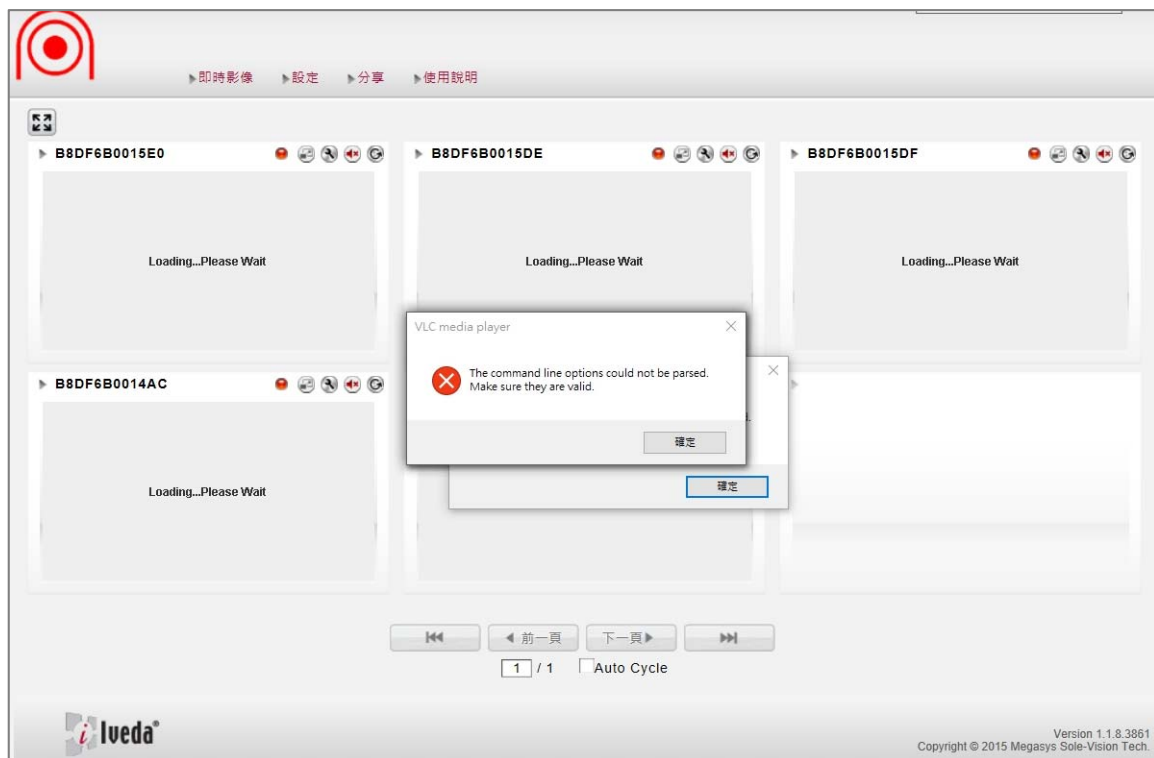 即時影像 設定 分享 使用說明
B8DF6B0015E0
B8DF6B0015DE
B8DF6B0015DF
Loading...Please Wait
Loading...Please Wait
Loading...Please Wait
VLC media player
The command line options could not be parsed.
Make sure they are valid.
確定
確定
B8DF6B0014AC
Loading...Please Wait
前一頁 下一頁
1 / 1 Auto Cycle
iveda®
Version 1.1.8.3861
Copyright © 2015 Megasys Sole-Vision Tech.